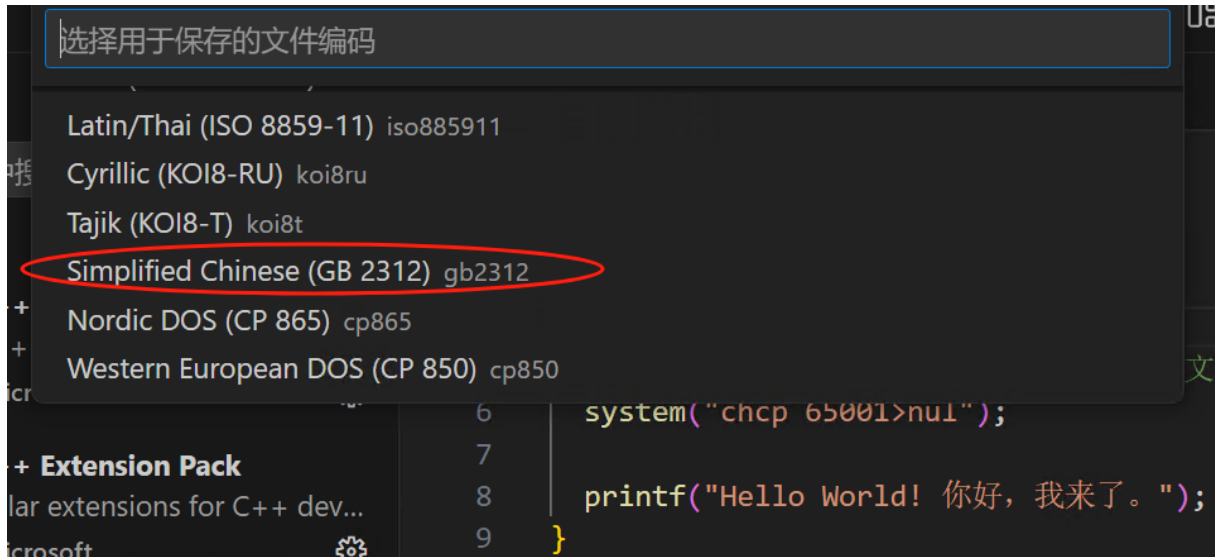 选择用于保存的文件编码
Latin/Thai (ISO 8859-11) iso885911
Cyrillic (KOI8-RU) koi8ru
Tajik (KOI8-T) koi8t
Simplified Chinese (GB 2312) gb2312
Nordic DOS (CP 865) cp865
Western European DOS (CP 850) cp850
文
6 system("chcp 65001>nul");
7
+ Extension Pack
8 printf("Hello World! 你好，我来了。");
lar extensions for C++ dev...
9 }
icrosoft